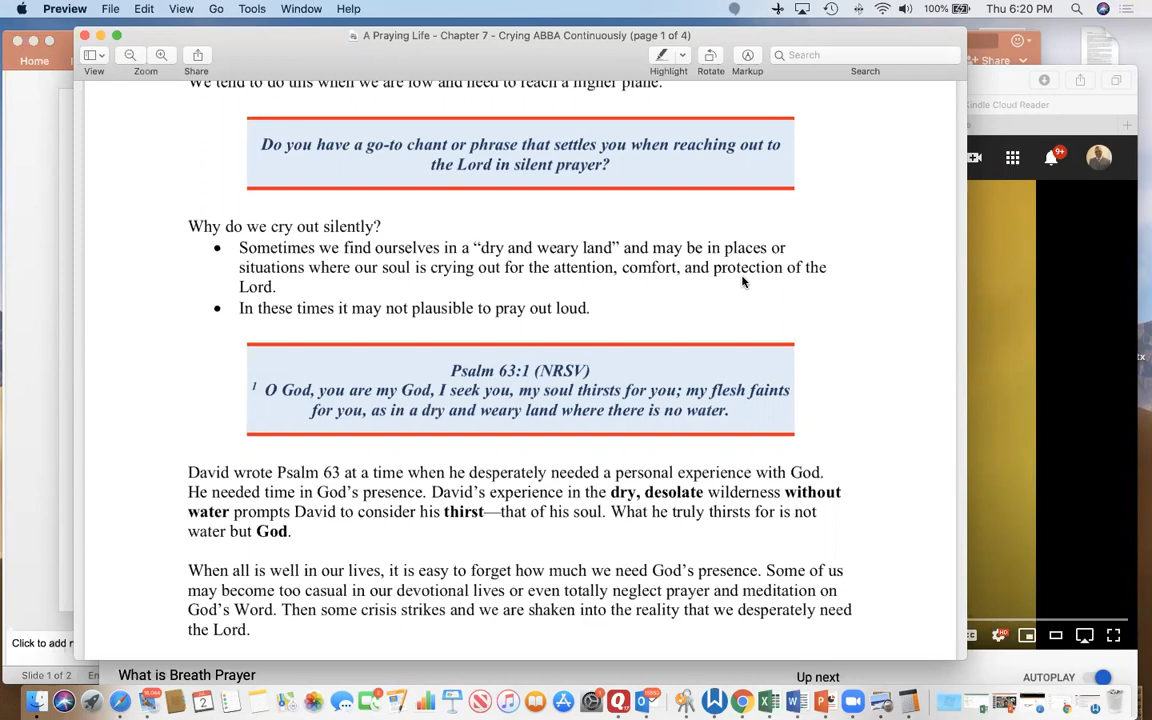 Preview File Edit View Go Tools Window Help 100% Thu 6:20 PM
A Praying Life - Chapter 7 - Crying ABBA Continuously (page 1 of 4)
Home
Share
View Zoom Share Highlight Rotate Markup Search
Search
Kindle Cloud Reader
9+
We tend to do this when we are low and need to reach a higher plane.
Do you have a go-to chant or phrase that settles you when reaching out to
the Lord in silent prayer?
Why do we cry out silently?
• Sometimes we find ourselves in a “dry and weary land” and may be in places or
situations where our soul is crying out for the attention, comfort, and protection of the
Lord.
• In these times it may not plausible to pray out loud.
Psalm 63:1 (NRSV)
1 O God, you are my God, I seek you, my soul thirsts for you; my flesh faints
for you, as in a dry and weary land where there is no water.
David wrote Psalm 63 at a time when he desperately needed a personal experience with God.
He needed time in God’s presence. David’s experience in the dry, desolate wilderness without
water prompts David to consider his thirst—that of his soul. What he truly thirsts for is not
water but God.
When all is well in our lives, it is easy to forget how much we need God’s presence. Some of us
may become too casual in our devotional lives or even totally neglect prayer and meditation on
God’s Word. Then some crisis strikes and we are shaken into the reality that we desperately need
the Lord.
Click to add n
Slide 1 of 2
What is Breath Prayer
Up next
AUTOPLAY